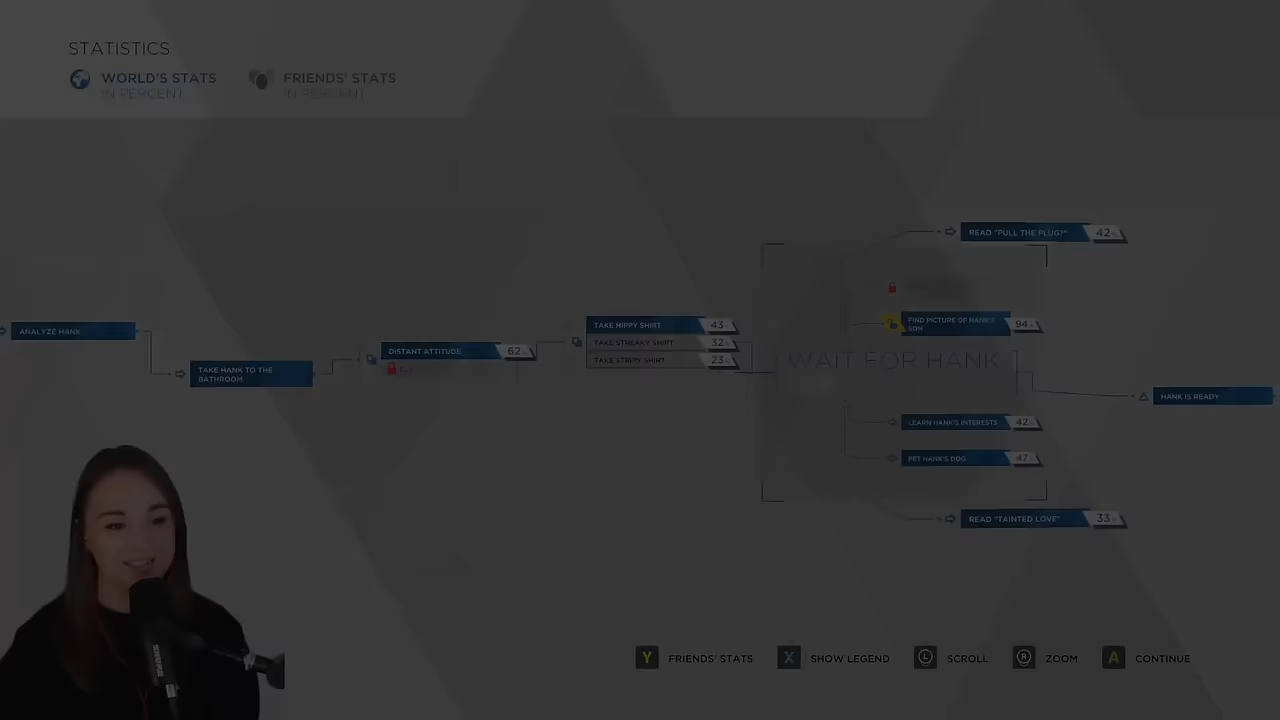 STATISTICS
WORLD'S STATS
IN PERCENT
FRIENDS' STATS
IN PERCENT
READ "PULL THE PLUG?"
42
FIND PICTURE OF HANK'S
SON
94
ANALYZE HANK
TAKE HANK TO THE
BATHROOM
DISTANT ATTITUDE
62
TAKE HIPPY SHIRT
43
TAKE STREAKY SHIRT
32
TAKE STRIPY SHIRT
23
WAIT FOR HANK
HANK IS READY
LEARN HANK'S INTERESTS
42
PET HANK'S DOG
47
READ "TAINTED LOVE"
33
SHURE
Y
FRIENDS' STATS
X
SHOW LEGEND
L
SCROLL
R
ZOOM
A
CONTINUE